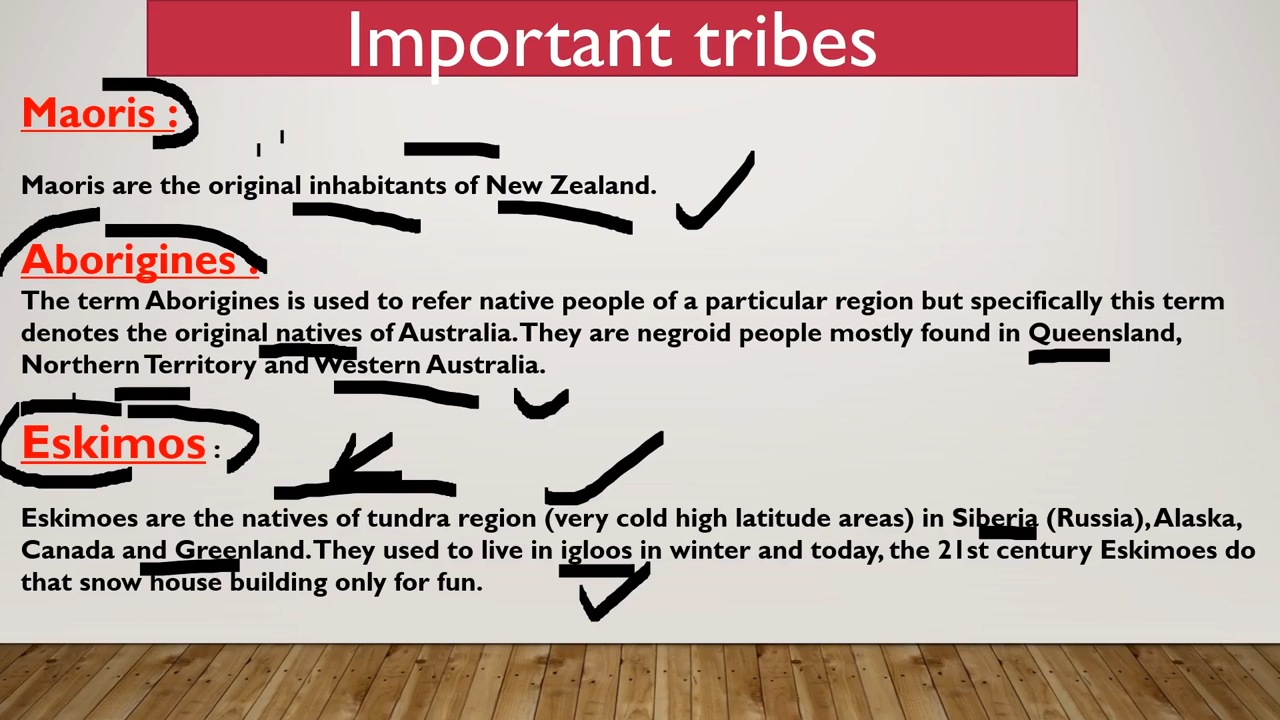 Important tribes
Maoris :
Maoris are the original inhabitants of New Zealand.
Aborigines :
The term Aborigines is used to refer native people of a particular region but specifically this term
denotes the original natives of Australia. They are negroid people mostly found in Queensland,
Northern Territory and Western Australia.
Eskimos :
Eskimoes are the natives of tundra region (very cold high latitude areas) in Siberia (Russia), Alaska,
Canada and Greenland. They used to live in igloos in winter and today, the 21st century Eskimoes do
that snow house building only for fun.